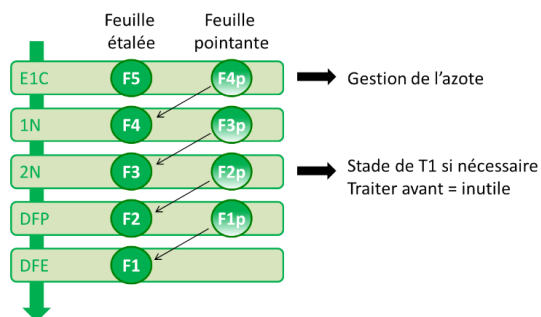 Feuille étalée
Feuille pointante
E1C F5 F4p Gestion de l'azote
1N F4 F3p
2N F3 F2p Stade de T1 si nécessaire
Traiter avant = inutile
DFP F2 F1p
DFE F1